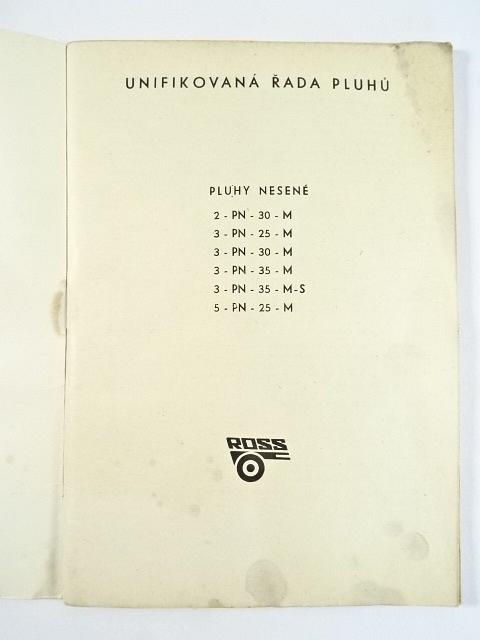 UNIFIKOVANÁ ŘADA PLUHŮ
PLUHY NESENÉ
2 - PN - 30 - M
3 - PN - 25 - M
3 - PN - 30 - M
3 - PN - 35 - M
3 - PN - 35 - M-S
5 - PN - 25 - M
ROSS